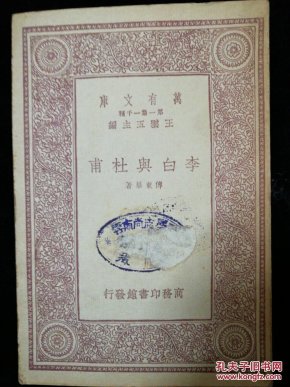 萬有文庫
第一集一千種
王雲五主編
李白與杜甫
傅東華著
商務印書館發行
孔夫子旧书网